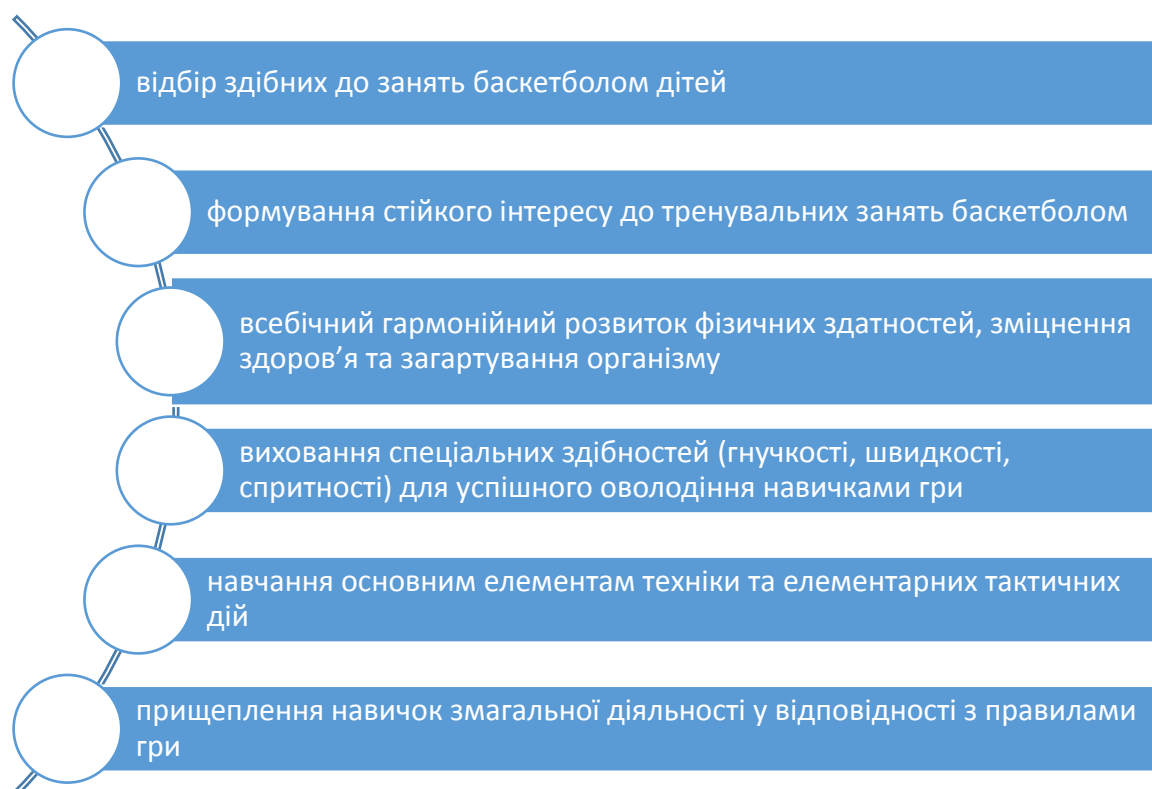 відбір здібних до занять баскетболом дітей
формування стійкого інтересу до тренувальних занять баскетболом
всебічний гармонійний розвиток фізичних здатностей, зміцнення
здоров’я та загартування організму
виховання спеціальних здібностей (гнучкості, швидкості,
спритності) для успішного оволодіння навичками гри
навчання основним елементам техніки та елементарних тактичних
дій
прищеплення навичок змагальної діяльності у відповідності з правилами
гри